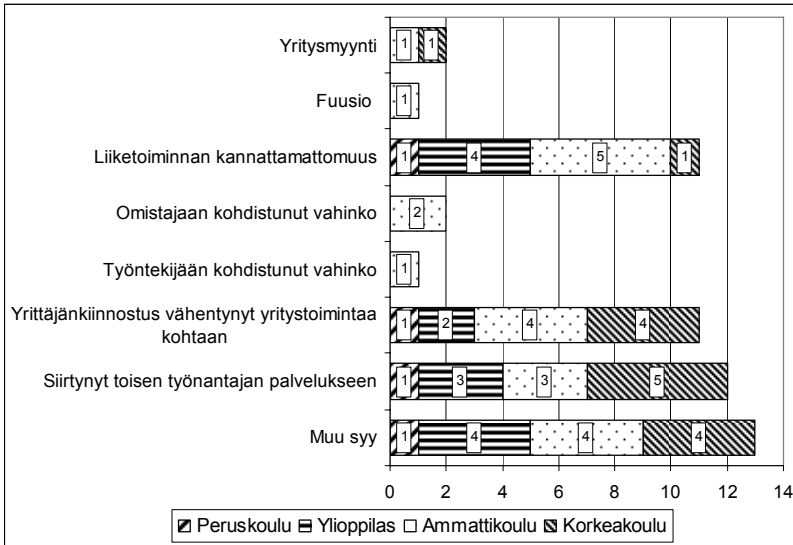 Yritysmyynti
1 1
Fuusio
1
Liiketoiminnan kannattamattomuus
1 4 5 1
Omistajaan kohdistunut vahinko
2
Työntekijään kohdistunut vahinko
1
Yrittäjänkiinnostus vähentynyt yritystoimintaa
kohtaan
1 2 4 4
Siirtynyt toisen työnantajan palvelukseen
1 3 3 5
Muu syy
1 4 4 4
0 2 4 6 8 10 12 14
Peruskoulu Ylioppilas Ammattikoulu Korkeakoulu